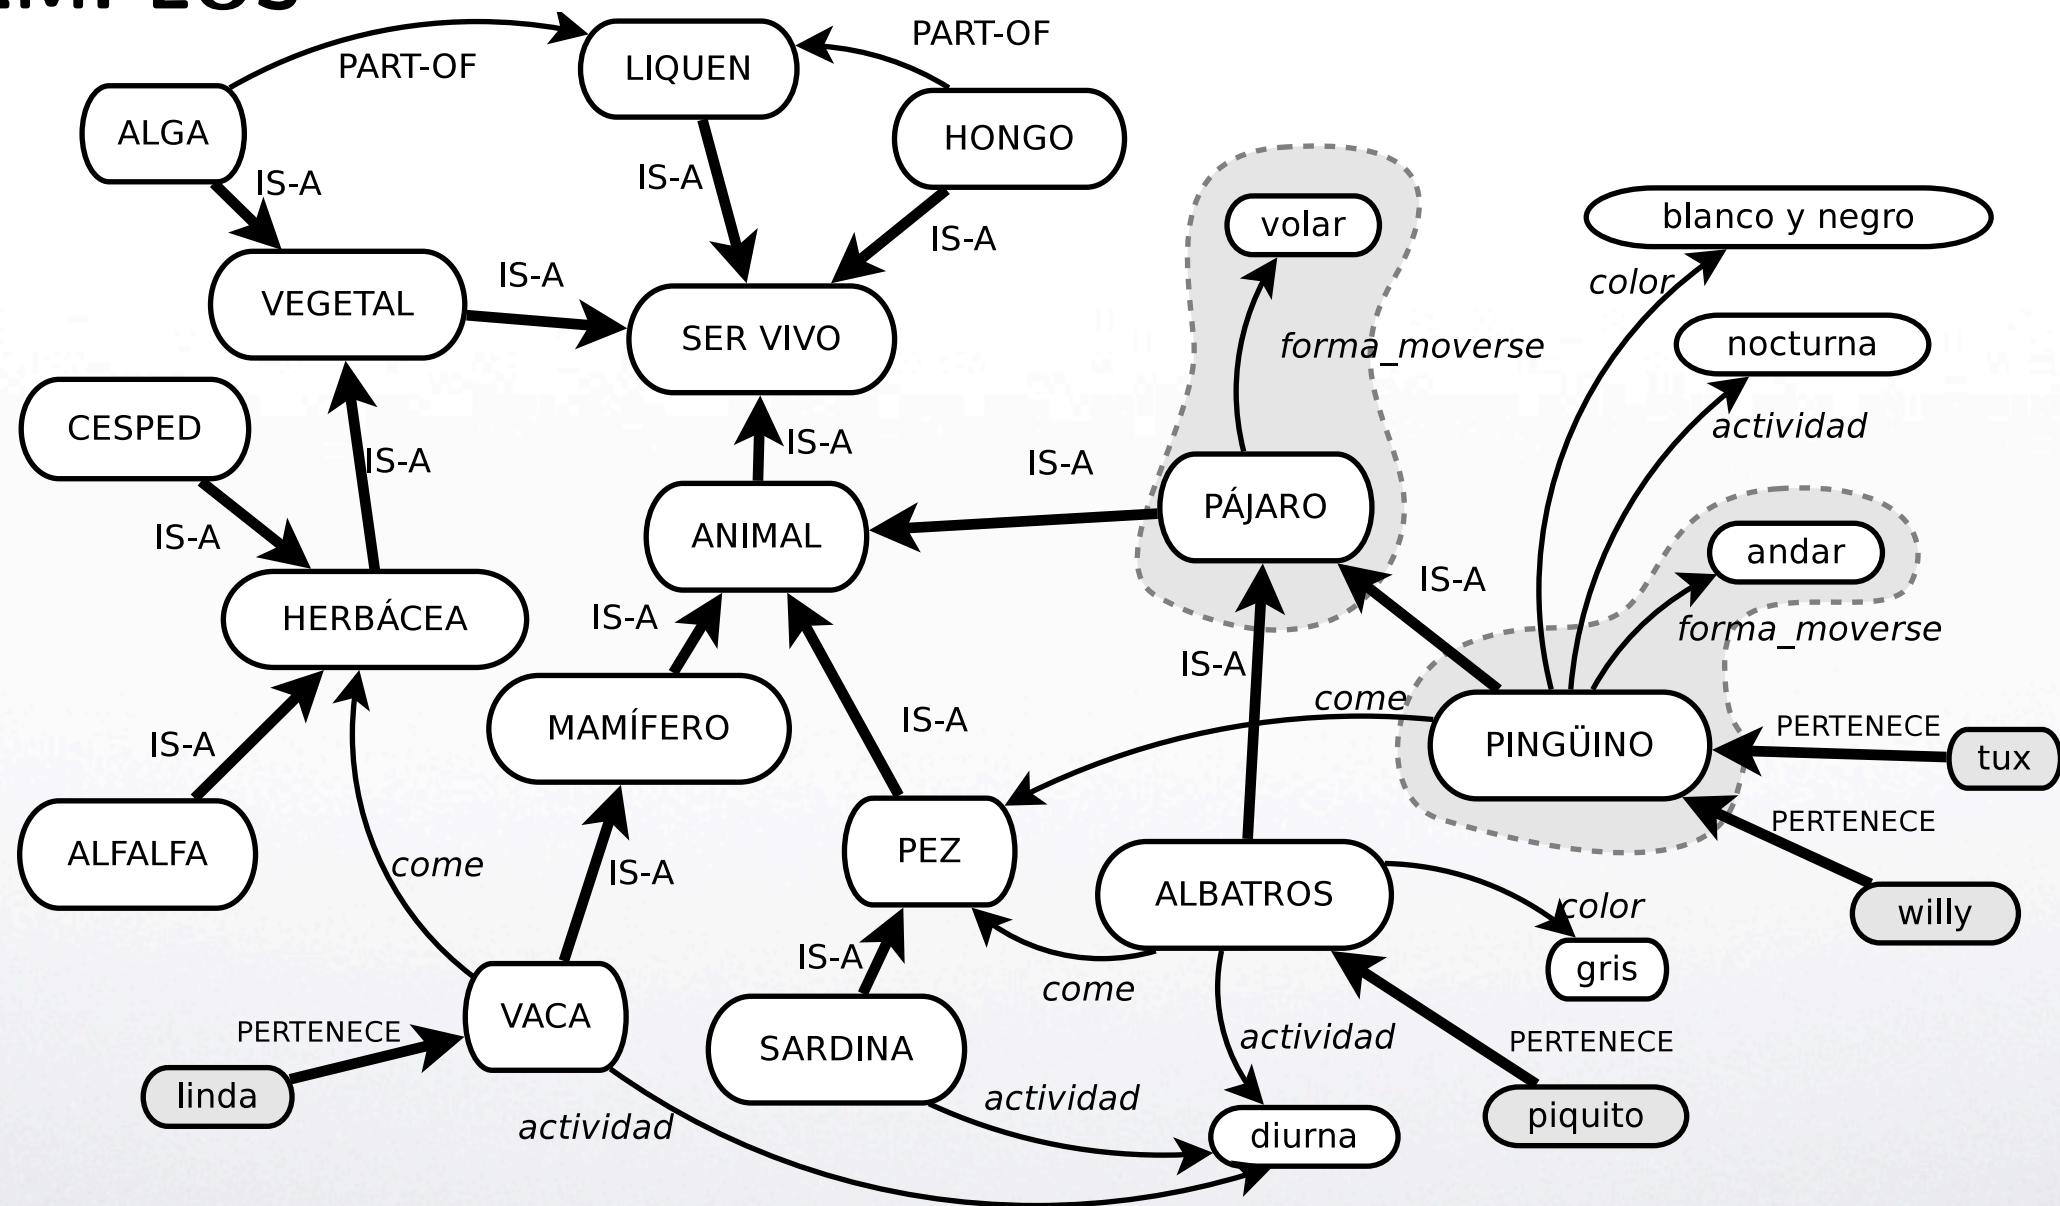 PART-OF
LIQUEN
PART-OF
ALGA
PART-OF
HONGO
IS-A
IS-A
IS-A
volar
blanco y negro
VEGETAL
IS-A
SER VIVO
color
forma_moverse
nocturna
CESPED
IS-A
IS-A
IS-A
actividad
PÁJARO
IS-A
ANIMAL
andar
HERBÁCEA
IS-A
IS-A
forma_moverse
IS-A
come
IS-A
MAMÍFERO
IS-A
PINGÜINO
PERTENECE
tux
ALFALFA
come
IS-A
PEZ
PERTENECE
ALBATROS
color
willy
IS-A
gris
VACA
come
SARDINA
actividad
PERTENECE
PERTENECE
linda
actividad
actividad
diurna
piquito